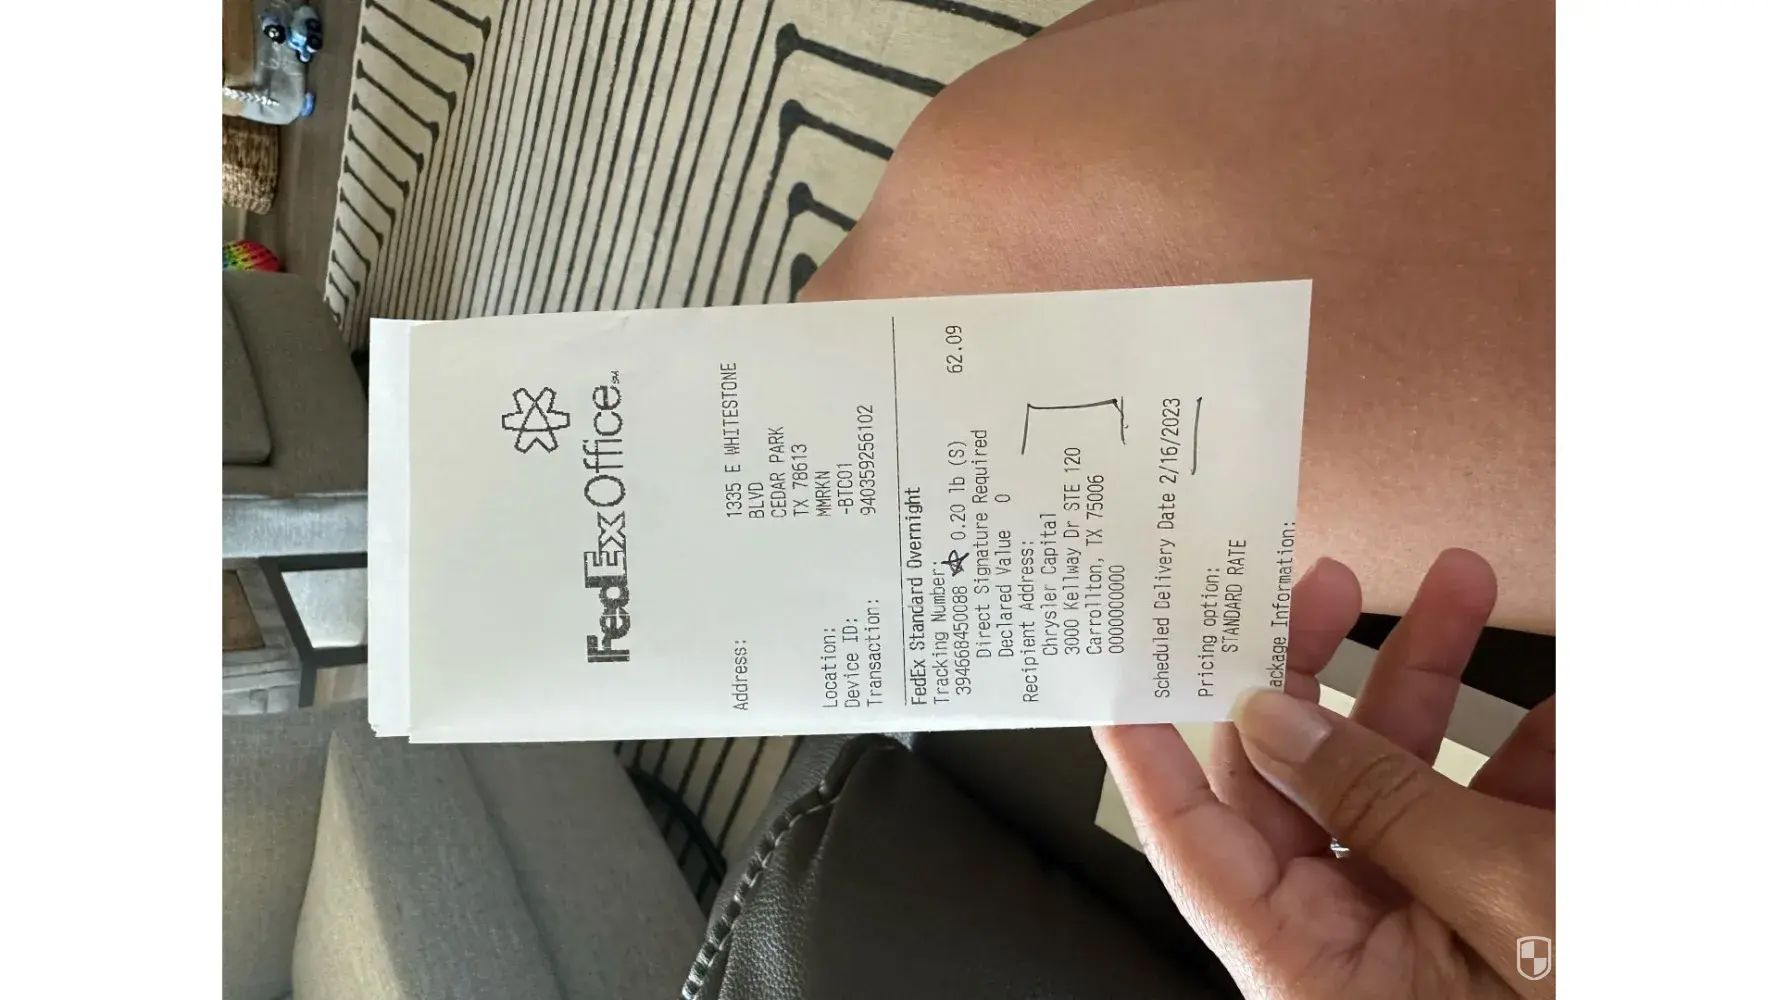 FedExOffice℠
Address: 1335 E WHITESTONE
BLVD
CEDAR PARK
TX 78613
Location: MMRKN
Device ID: -BTC01
Transaction: 940359256102
FedEx Standard Overnight
Tracking Number:
394668450088 0.20 lb (S) 62.09
Direct Signature Required
Declared Value 0
Recipient Address:
Chrysler Capital
3000 Kellway Dr STE 120
Carrollton, TX 75006
0000000000
Scheduled Delivery Date 2/16/2023
Pricing option:
STANDARD RATE
ackage Information: